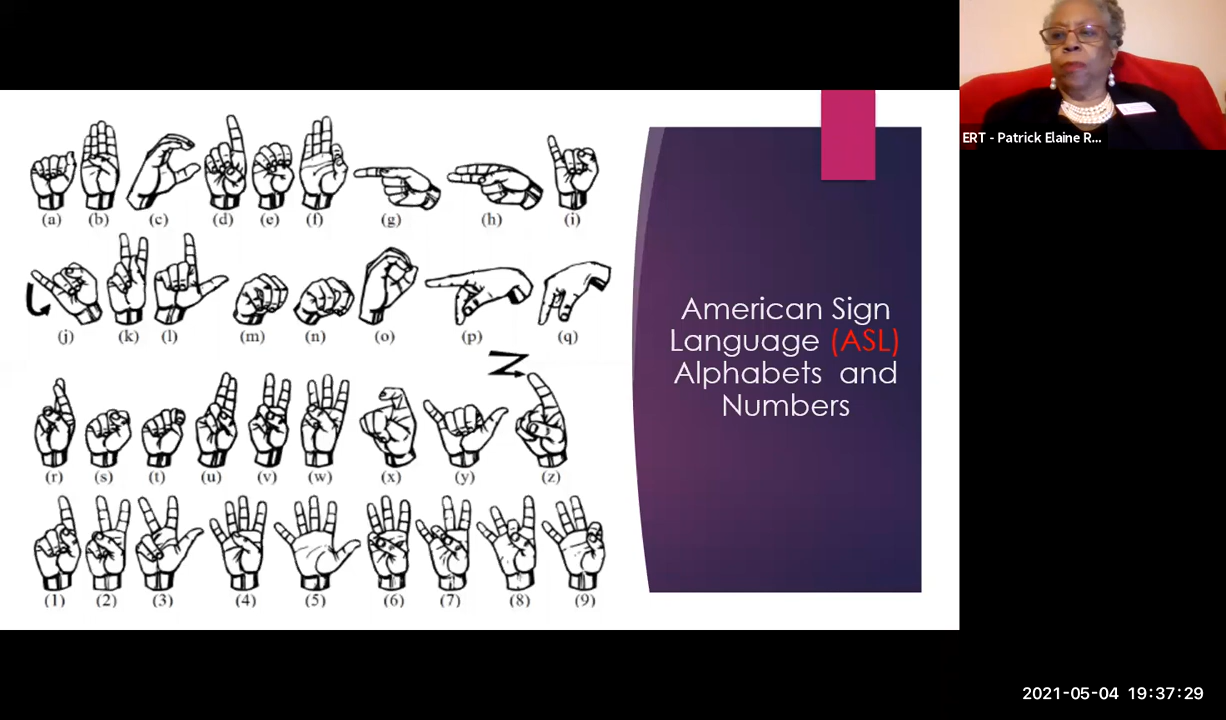 (a) (b) (c) (d) (e) (f) (g) (h) (i)
(j) (k) (l) (m) (n) (o) (p) (q)
Z
(r) (s) (t) (u) (v) (w) (x) (y) (z)
(1) (2) (3) (4) (5) (6) (7) (8) (9)
American Sign
Language (ASL)
Alphabets and
Numbers
ERT - Patrick Elaine R...
2021-05-04 19:37:29